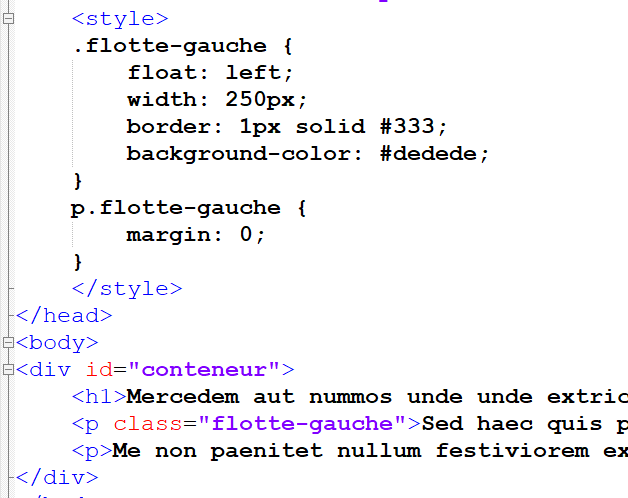 <style>
.flotte-gauche {
float: left;
width: 250px;
border: 1px solid #333;
background-color: #dedede;
}
p.flotte-gauche {
margin: 0;
}
</style>
</head>
<body>
<div id="conteneur">
<h1>Mercedem aut nummos unde unde
<p class="flotte-gauche">Sed haec quis
<p>Me non paenitet nullum festiviorem
</div>